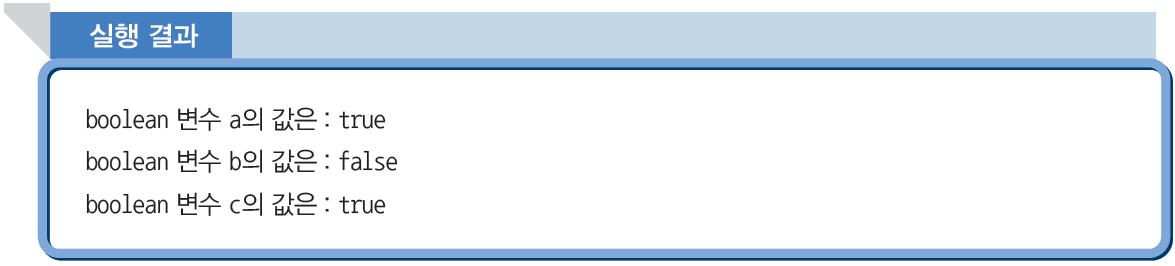 실행 결과
boolean 변수 a의 값은 : true
boolean 변수 b의 값은 : false
boolean 변수 c의 값은 : true